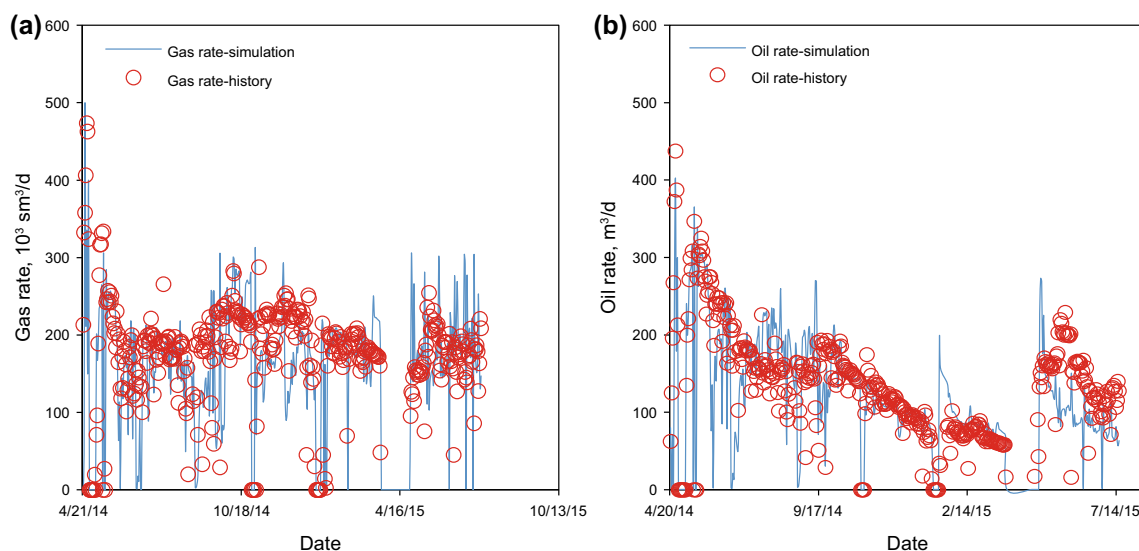 (a)
Gas rate-simulation
Gas rate-history
Gas rate, 10³ sm³/d
600
500
400
300
200
100
0
4/21/14 10/18/14 4/16/15 10/13/15
Date
(b)
Oil rate-simulation
Oil rate-history
Oil rate, m³/d
600
500
400
300
200
100
0
4/20/14 9/17/14 2/14/15 7/14/15
Date